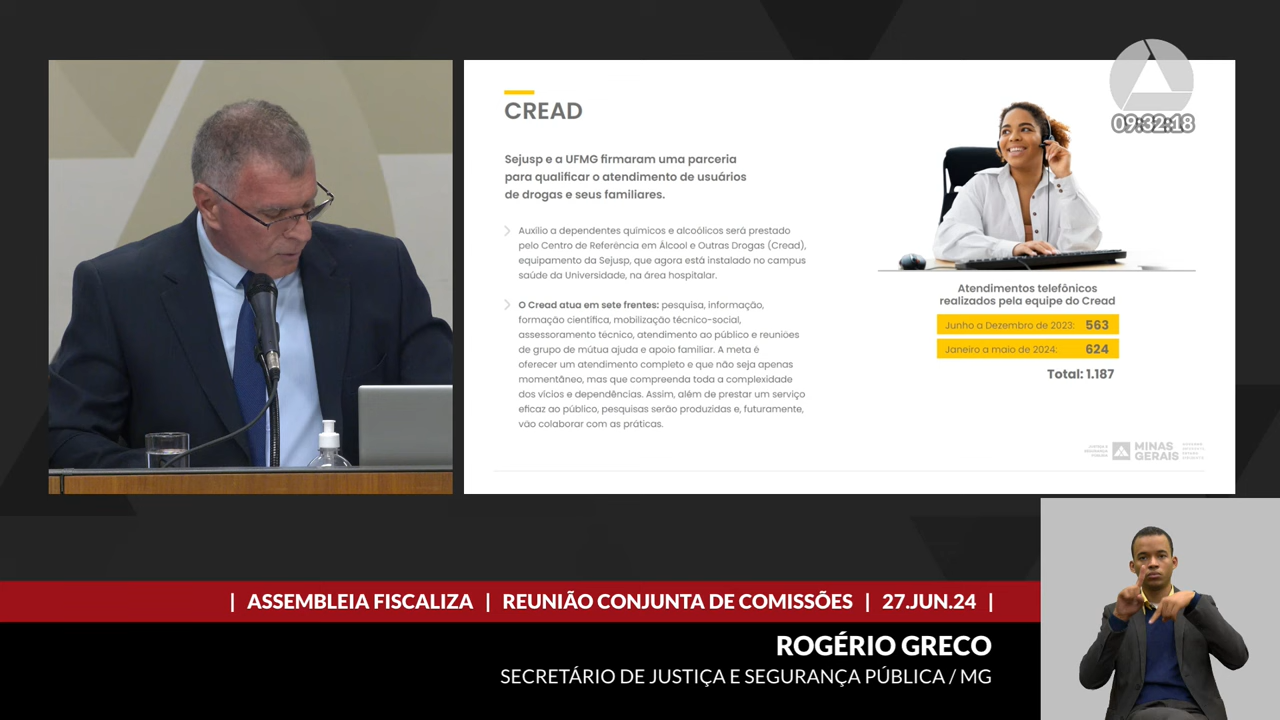 09:32:18
CREAD
Sejusp e a UFMG firmaram uma parceria
para qualificar o atendimento de usuários
de drogas e seus familiares.
Auxílio a dependentes químicos e alcoólicos será prestado
pelo Centro de Referência em Álcool e Outras Drogas (Cread),
equipamento da Sejusp, que agora está instalado no campus
saúde da Universidade, na área hospitalar.
O Cread atua em sete frentes: pesquisa, informação,
formação científica, mobilização técnico-social,
assessoramento técnico, atendimento ao público e reuniões
de grupo de mútua ajuda e apoio familiar. A meta é
oferecer um atendimento completo e que não seja apenas
momentâneo, mas que compreenda toda a complexidade
dos vícios e dependências. Assim, além de prestar um serviço
eficaz ao público, pesquisas serão produzidas e, futuramente,
vão colaborar com as práticas.
Atendimentos telefônicos
realizados pela equipe do Cread
Junho a Dezembro de 2023: 563
Janeiro a maio de 2024: 624
Total: 1.187
MINAS
GERAIS
| ASSEMBLEIA FISCALIZA | REUNIÃO CONJUNTA DE COMISSÕES | 27.JUN.24 |
ROGÉRIO GRECO
SECRETÁRIO DE JUSTIÇA E SEGURANÇA PÚBLICA / MG